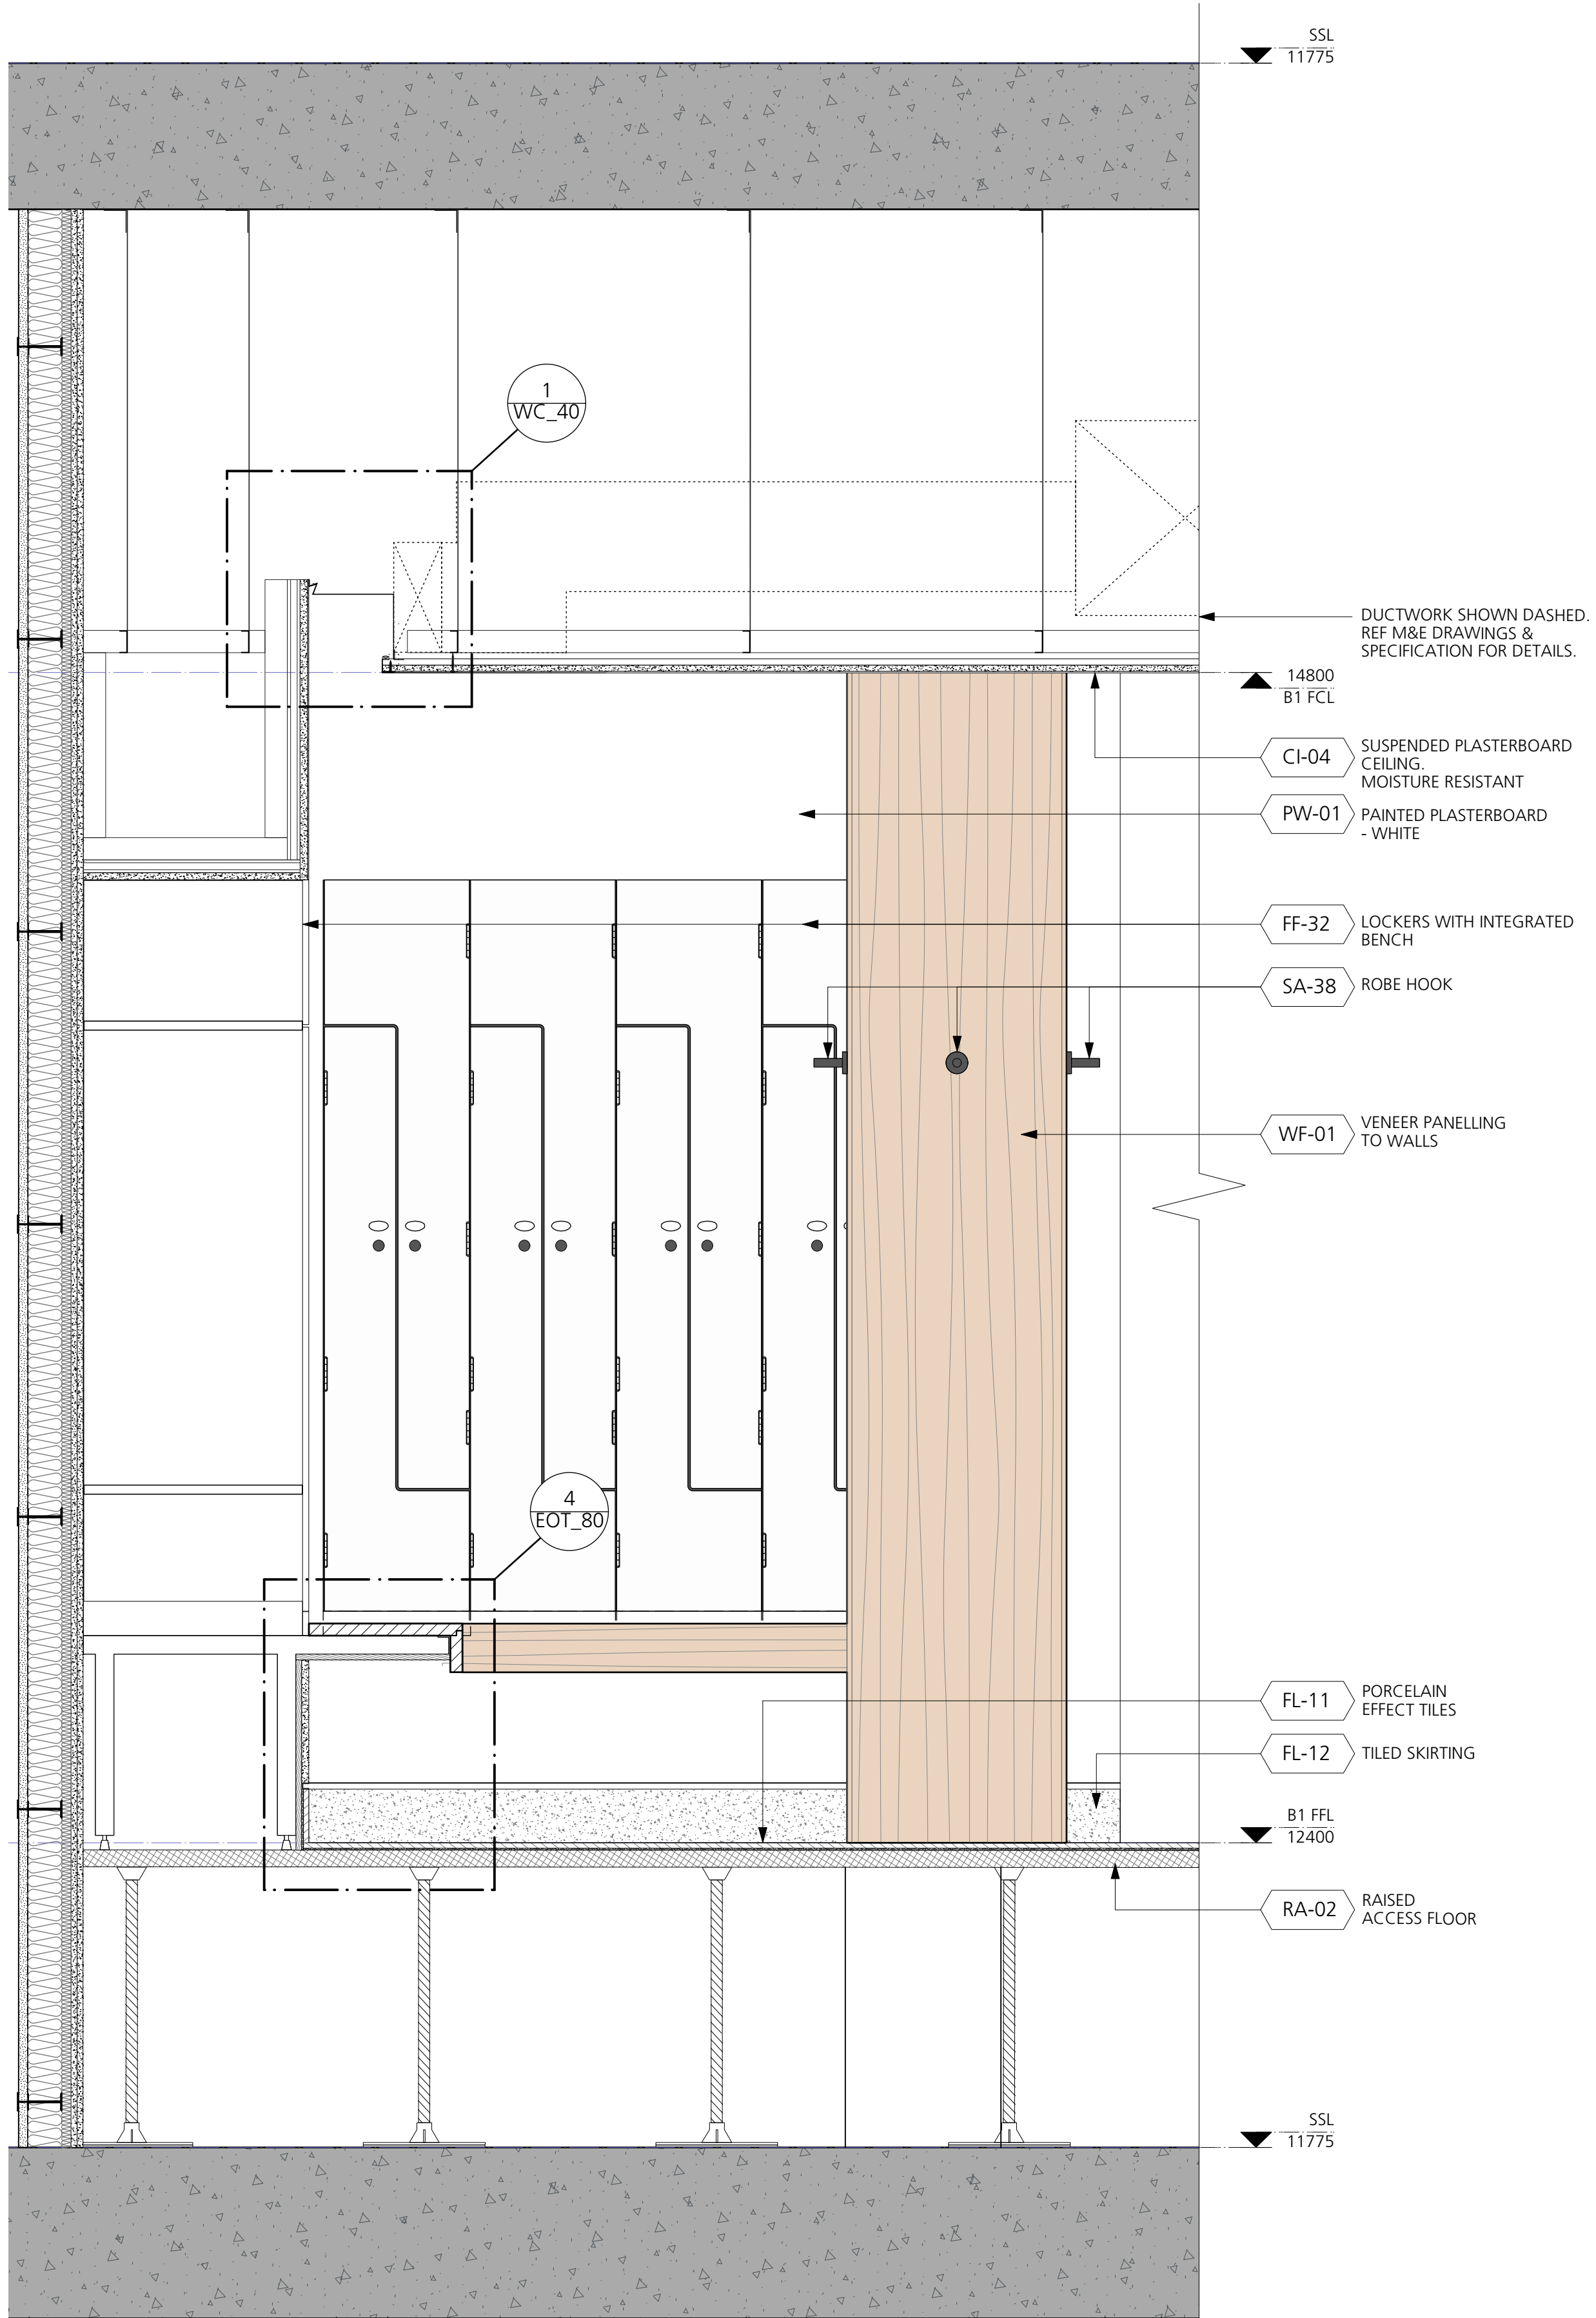 SSL
11775
1
WC_40
DUCTWORK SHOWN DASHED.
REF M&E DRAWINGS &
SPECIFICATION FOR DETAILS.
14800
B1 FCL
CI-04
SUSPENDED PLASTERBOARD
CEILING.
MOISTURE RESISTANT
PW-01
PAINTED PLASTERBOARD
- WHITE
FF-32
LOCKERS WITH INTEGRATED
BENCH
SA-38
ROBE HOOK
WF-01
VENEER PANELLING
TO WALLS
4
EOT_80
FL-11
PORCELAIN
EFFECT TILES
FL-12
TILED SKIRTING
B1 FFL
12400
RA-02
RAISED
ACCESS FLOOR
SSL
11775